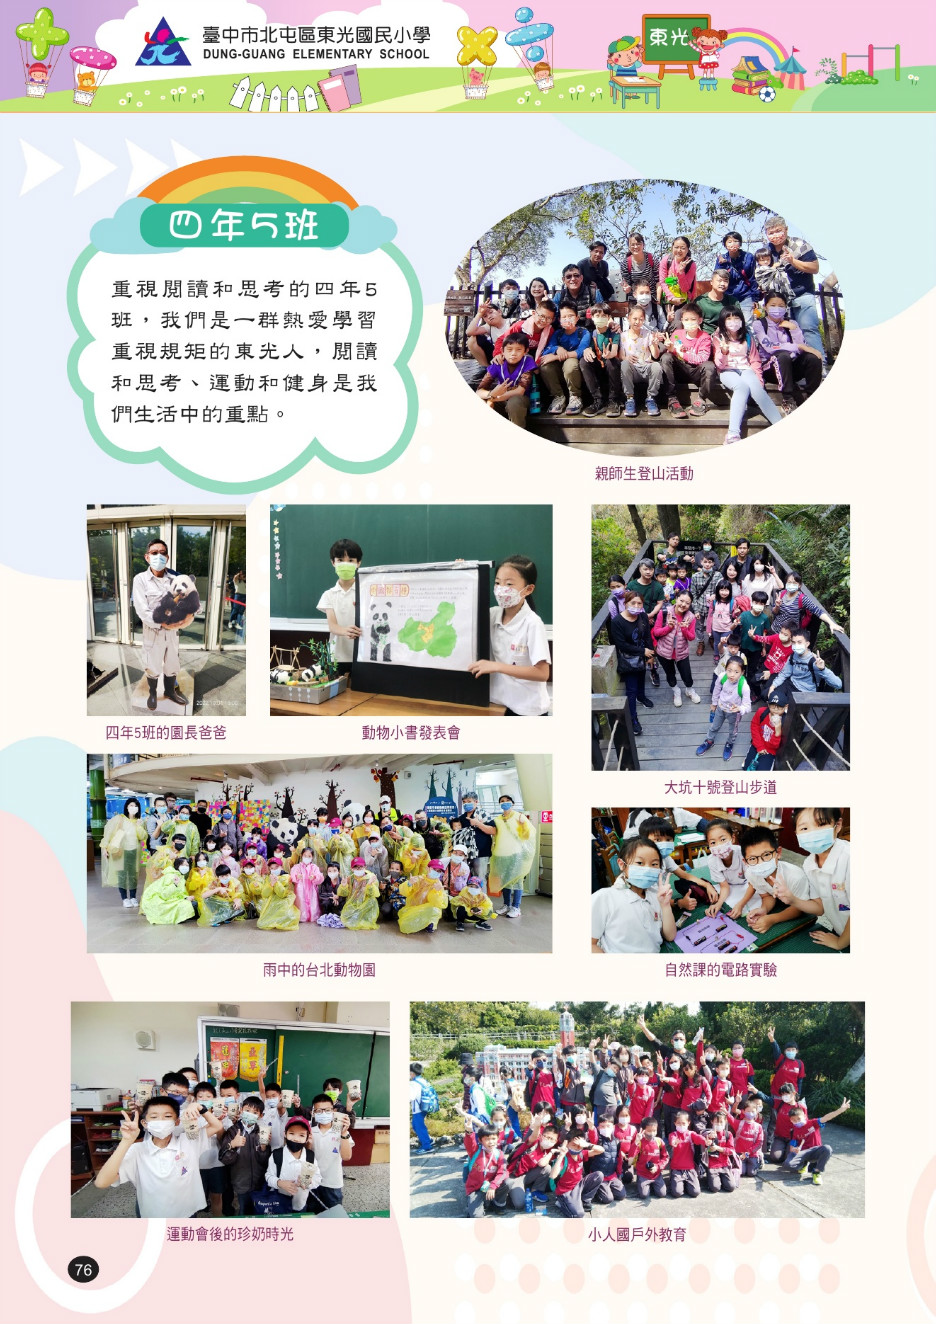 臺中市北屯區東光國民小學
DUNG-GUANG ELEMENTARY SCHOOL
東光
四年5班
重視閱讀和思考的四年5
班，我們是一群熱愛學習
重視規矩的東光人，閱讀
和思考、運動和健身是我
們生活中的重點。
親師生登山活動
四年5班的園長爸爸
動物小書發表會
大坑十號登山步道
雨中的台北動物園
自然課的電路實驗
運動會後的珍奶時光
小人國戶外教育
76